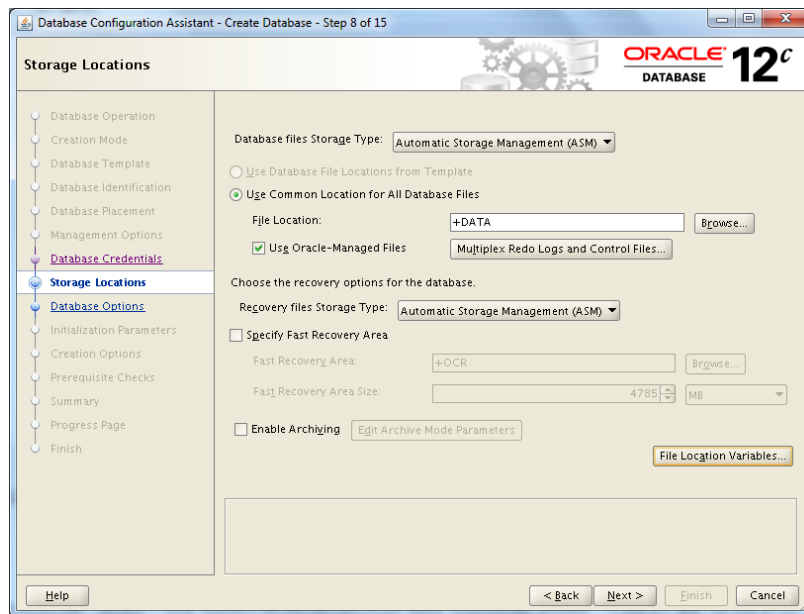 Database Configuration Assistant - Create Database - Step 8 of 15
Storage Locations
ORACLE DATABASE 12c
Database Operation
Creation Mode
Database Template
Database Identification
Database Placement
Management Options
Database Credentials
Storage Locations
Database Options
Initialization Parameters
Creation Options
Prerequisite Checks
Summary
Progress Page
Finish
Database files Storage Type: Automatic Storage Management (ASM)
Use Database File Locations from Template
Use Common Location for All Database Files
File Location: +DATA Browse...
Use Oracle-Managed Files Multiplex Redo Logs and Control Files...
Choose the recovery options for the database.
Recovery files Storage Type: Automatic Storage Management (ASM)
Specify Fast Recovery Area
Fast Recovery Area: +OCR Browse...
Fast Recovery Area Size: 4785 MB
Enable Archiving Edit Archive Mode Parameters
File Location Variables...
Help < Back Next > Finish Cancel